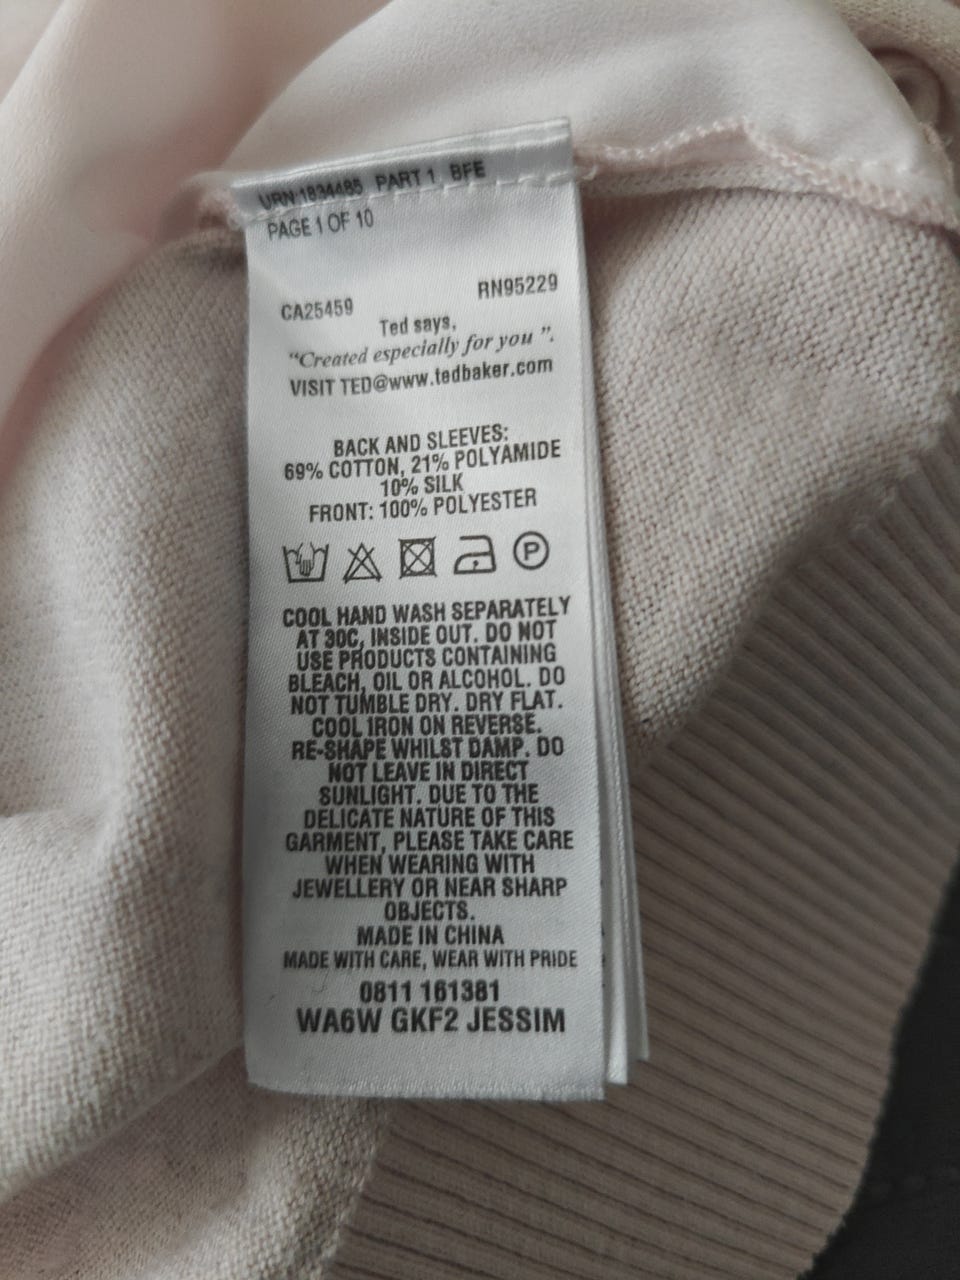 URN 1834485 PART 1 BFE
PAGE 1 OF 10
CA25459 RN95229
Ted says,
"Created especially for you ".
VISIT TED@www.tedbaker.com
BACK AND SLEEVES:
69% COTTON, 21% POLYAMIDE
10% SILK
FRONT: 100% POLYESTER
P
COOL HAND WASH SEPARATELY
AT 30C, INSIDE OUT. DO NOT
USE PRODUCTS CONTAINING
BLEACH, OIL OR ALCOHOL. DO
NOT TUMBLE DRY. DRY FLAT.
COOL IRON ON REVERSE.
RE-SHAPE WHILST DAMP. DO
NOT LEAVE IN DIRECT
SUNLIGHT. DUE TO THE
DELICATE NATURE OF THIS
GARMENT, PLEASE TAKE CARE
WHEN WEARING WITH
JEWELLERY OR NEAR SHARP
OBJECTS.
MADE IN CHINA
MADE WITH CARE, WEAR WITH PRIDE
0811 161381
WA6W GKF2 JESSIM